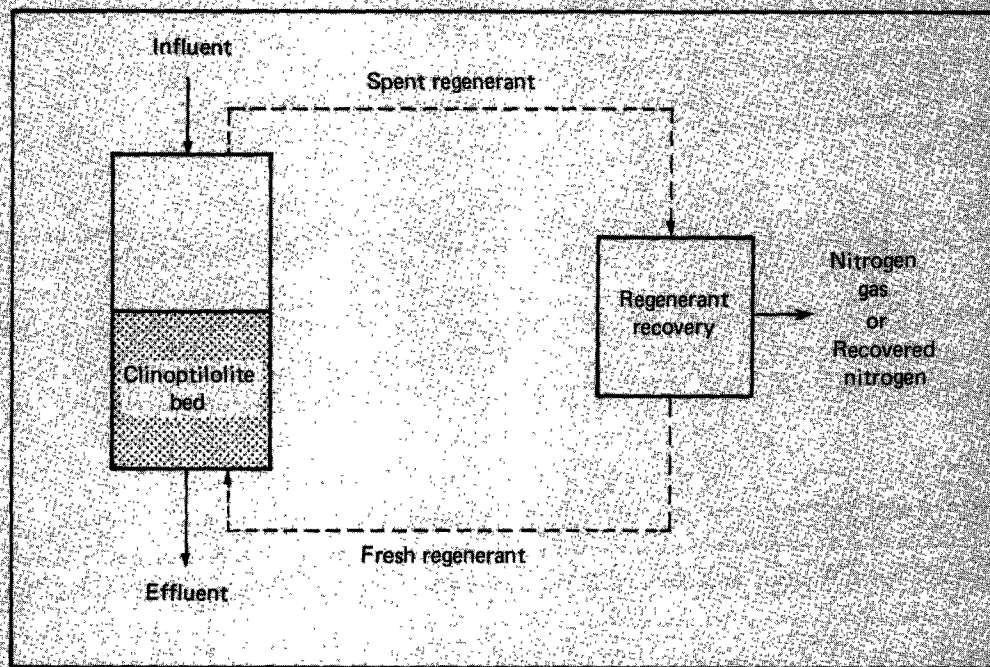 Influent
Spent regenerant
Clinoptilolite
bed
Regenerant
recovery
Nitrogen
gas
or
Recovered
nitrogen
Fresh regenerant
Effluent